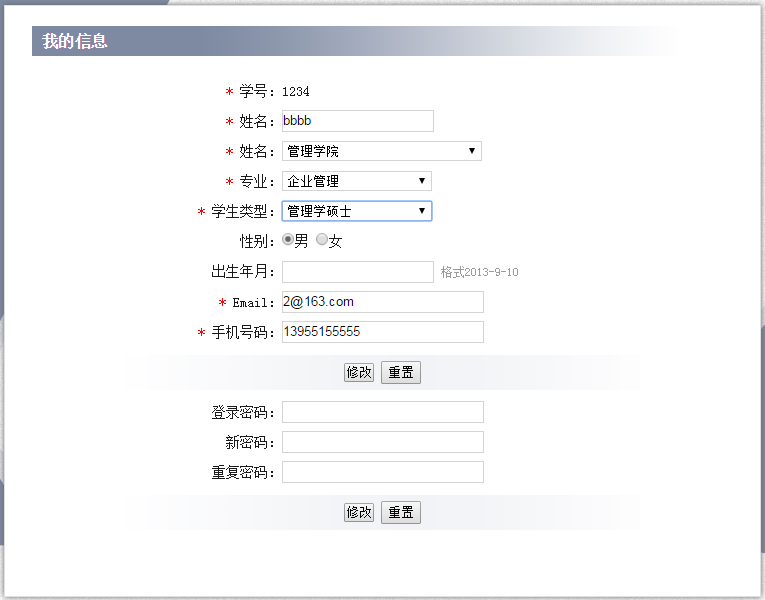 我的信息
* 学号：1234
* 姓名：bbbb
* 姓名：管理学院
* 专业：企业管理
* 学生类型：管理学硕士
性别：男 女
出生年月： 格式2013-9-10
* Email：2@163.com
* 手机号码：13955155555
修改 重置
登录密码：
新密码：
重复密码：
修改 重置